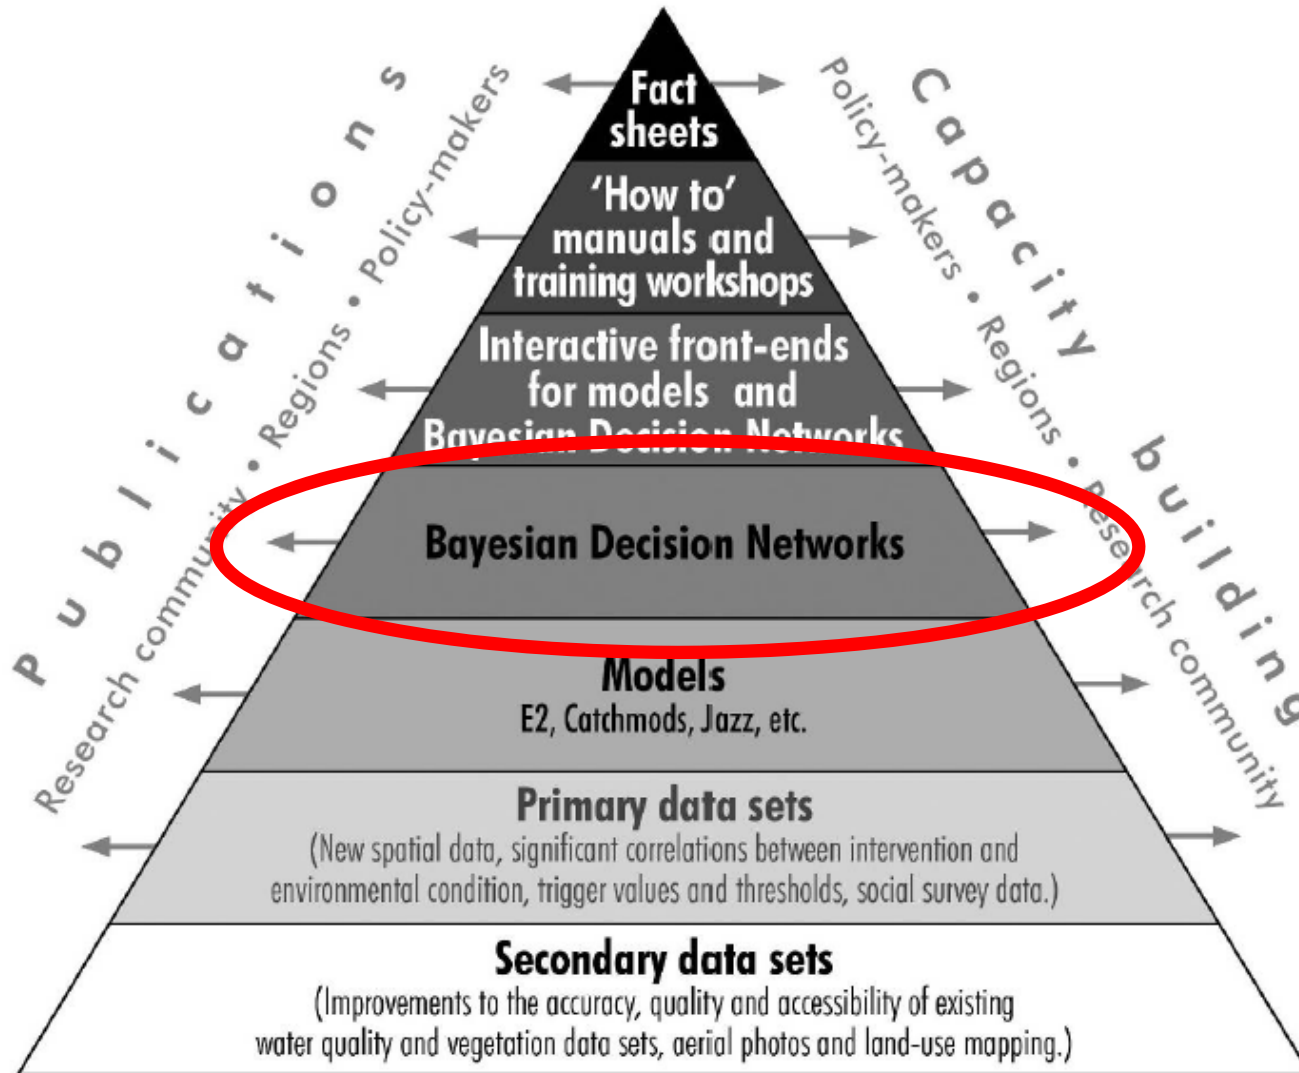 Fact
sheets
'How to'
manuals and
training workshops
Interactive front-ends
for models and
Bayesian Decision Networks
Bayesian Decision Networks
Models
E2, Catchmods, Jazz, etc.
Primary data sets
(New spatial data, significant correlations between intervention and
environmental condition, trigger values and thresholds, social survey data.)
Secondary data sets
(Improvements to the accuracy, quality and accessibility of existing
water quality and vegetation data sets, aerial photos and land-use mapping.)
Publications
Research community • Regions • Policy-makers
Capacity building
Policy-makers • Regions • Research community